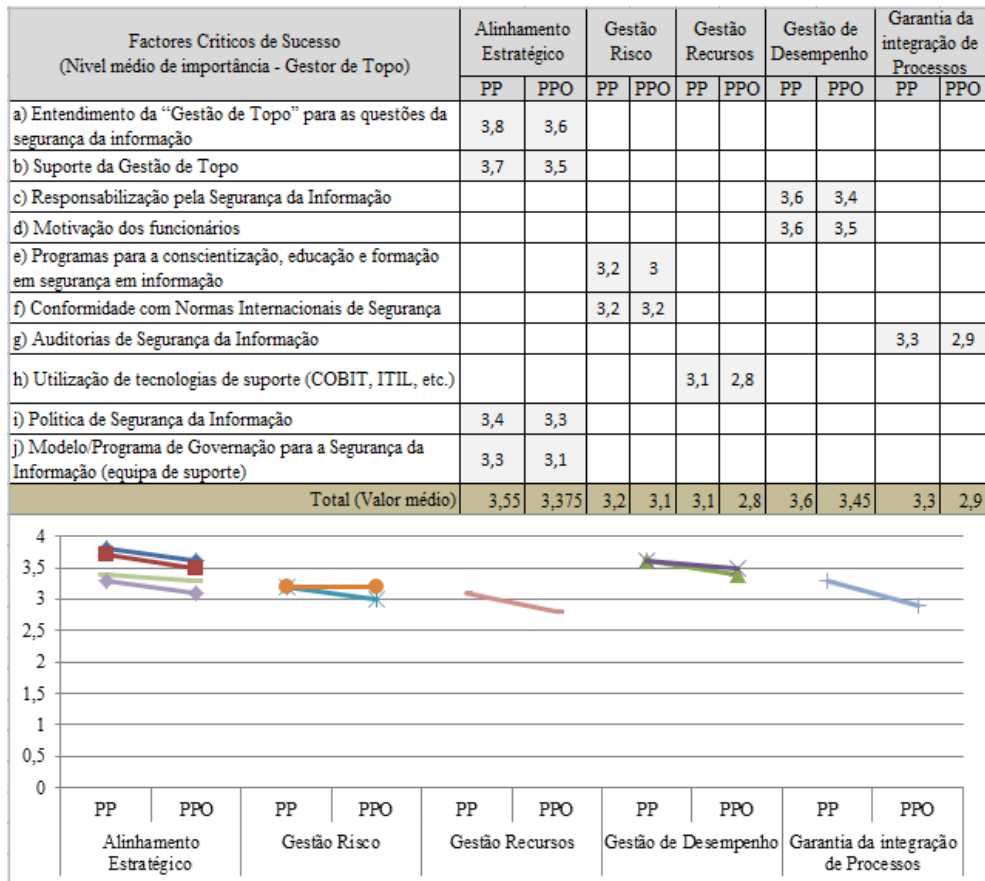 Factores Críticos de Sucesso
(Nivel médio de importância - Gestor de Topo)
Alinhamento
Estratégico
Gestão
Risco
Gestão
Recursos
Gestão de
Desempenho
Garantia da
integração de
Processos
PP PPO PP PPO PP PPO PP PPO PP PPO
a) Entendimento da “Gestão de Topo” para as questões da
segurança da informação
3,8 3,6
b) Suporte da Gestão de Topo 3,7 3,5
c) Responsabilização pela Segurança da Informação 3,6 3,4
d) Motivação dos funcionários 3,6 3,5
e) Programas para a conscientização, educação e formação
em segurança em informação
3,2 3
f) Conformidade com Normas Internacionais de Segurança 3,2 3,2
g) Auditorias de Segurança da Informação 3,3 2,9
h) Utilização de tecnologias de suporte (COBIT, ITIL, etc.) 3,1 2,8
i) Politica de Segurança da Informação 3,4 3,3
j) Modelo/Programa de Governação para a Segurança da
Informação (equipa de suporte)
3,3 3,1
Total (Valor médio) 3,55 3,375 3,2 3,1 3,1 2,8 3,6 3,45 3,3 2,9
4
3,5
3
2,5
2
1,5
1
0,5
0
PP PPO PP PPO PP PPO PP PPO PP PPO
Alinhamento
Estratégico
Gestão Risco
Gestão Recursos
Gestão de Desempenho
Garantia da integração
de Processos